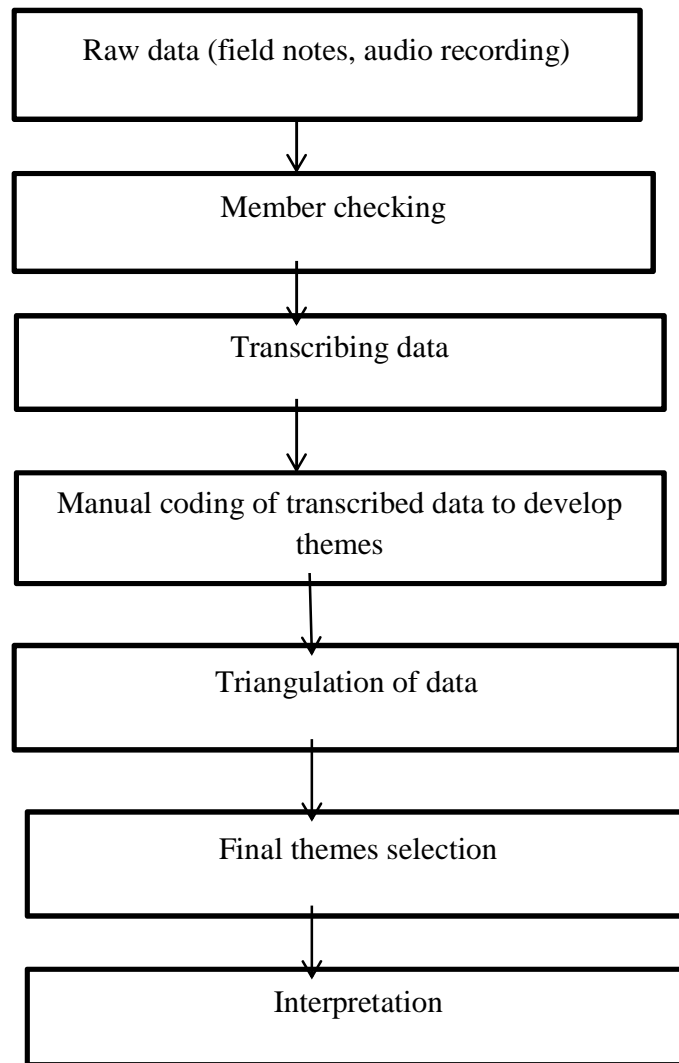 Raw data (field notes, audio recording)
Member checking
Transcribing data
Manual coding of transcribed data to develop
themes
Triangulation of data
Final themes selection
Interpretation